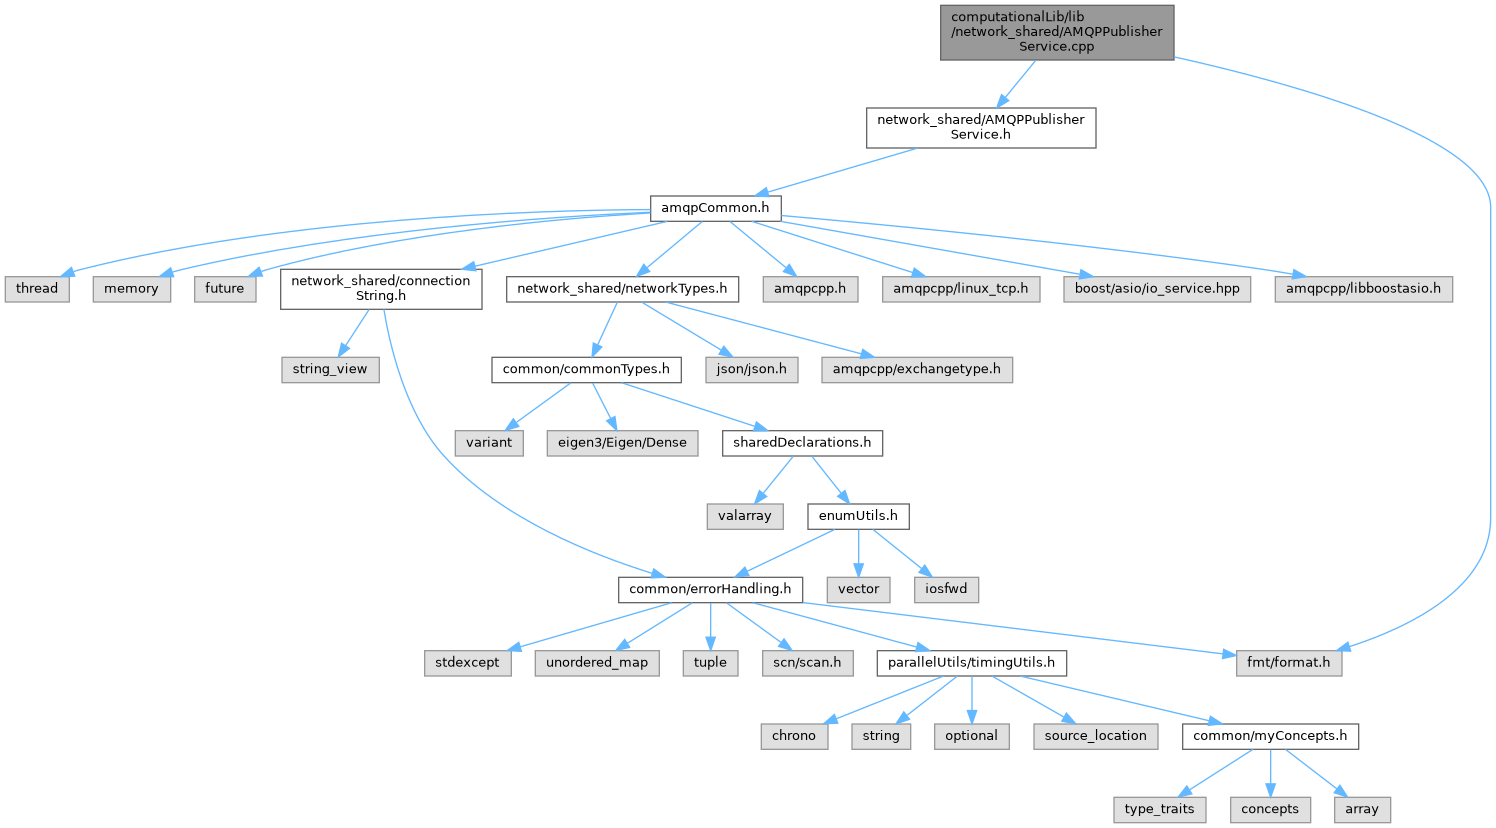 computationalLib/lib
/network_shared/AMQPPublisher
Service.cpp
network_shared/AMQPPublisher
Service.h
amqpCommon.h
thread
memory
future
network_shared/connection
String.h
network_shared/networkTypes.h
amqpcpp.h
amqpcpp/linux_tcp.h
boost/asio/io_service.hpp
amqpcpp/libboostasio.h
string_view
common/commonTypes.h
json/json.h
amqpcpp/exchangetype.h
variant
eigen3/Eigen/Dense
sharedDeclarations.h
valarray
enumUtils.h
common/errorHandling.h
vector
iosfwd
stdexcept
unordered_map
tuple
scn/scan.h
parallelUtils/timingUtils.h
fmt/format.h
chrono
string
optional
source_location
common/myConcepts.h
type_traits
concepts
array